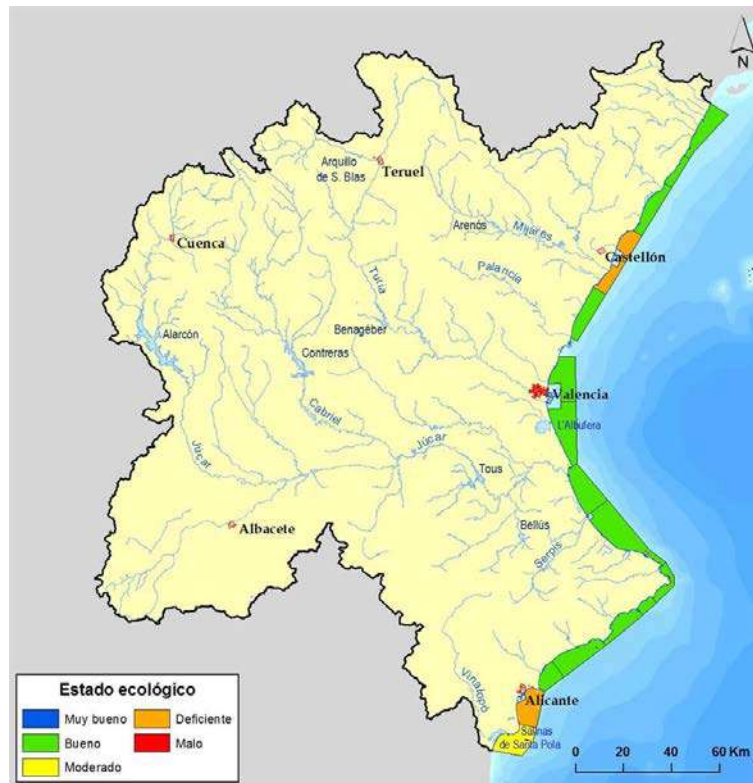 N
Arquillo
de S. Blas
Teruel
Cuenca
Arenós
Mijares
Castellón
Palancia
Turia
Alarcón
Benagéber
Contreras
Valencia
L'Albufera
Cabriel
Júcar
Júcar
Tous
Albacete
Bellús
Serpis
Vinalopó
Alicante
Salinas
de Santa Pola
Estado ecológico
Muy bueno
Deficiente
Bueno
Malo
Moderado
0 20 40 60 Km